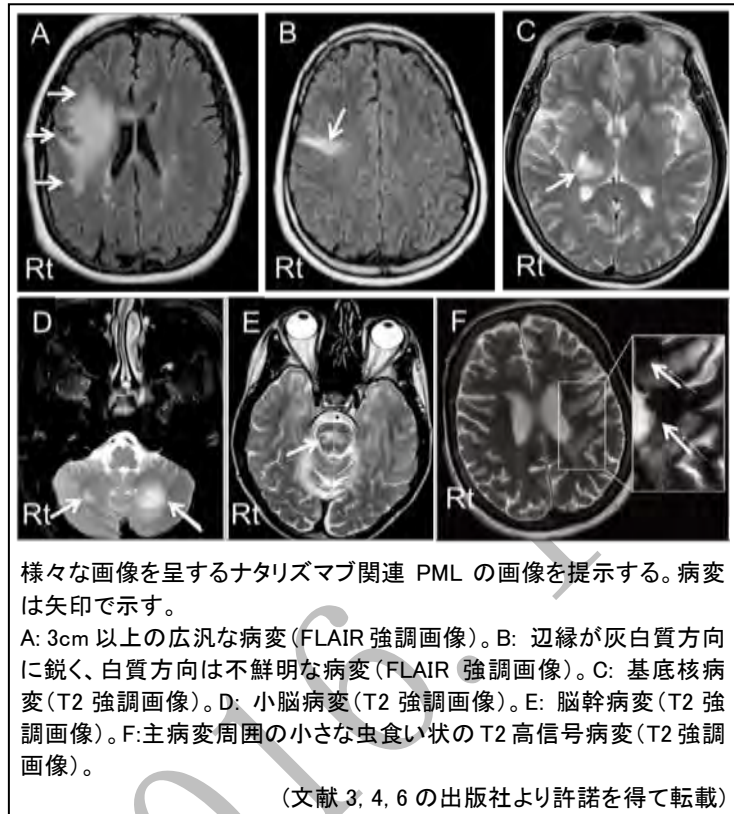 A B C
Rt Rt Rt
D E F
Rt Rt Rt
様々な画像を呈するナタリズマブ関連 PML の画像を提示する。病変
は矢印で示す。
A: 3cm 以上の広汎な病変(FLAIR 強調画像)。B: 辺縁が灰白質方向
に鋭く、白質方向は不鮮明な病変(FLAIR 強調画像)。C: 基底核病
変(T2 強調画像)。D: 小脳病変(T2 強調画像)。E: 脳幹病変(T2 強
調画像)。F:主病変周囲の小さな虫食い状の T2 高信号病変(T2 強調
画像)。
(文献 3, 4, 6 の出版社より許諾を得て転載)